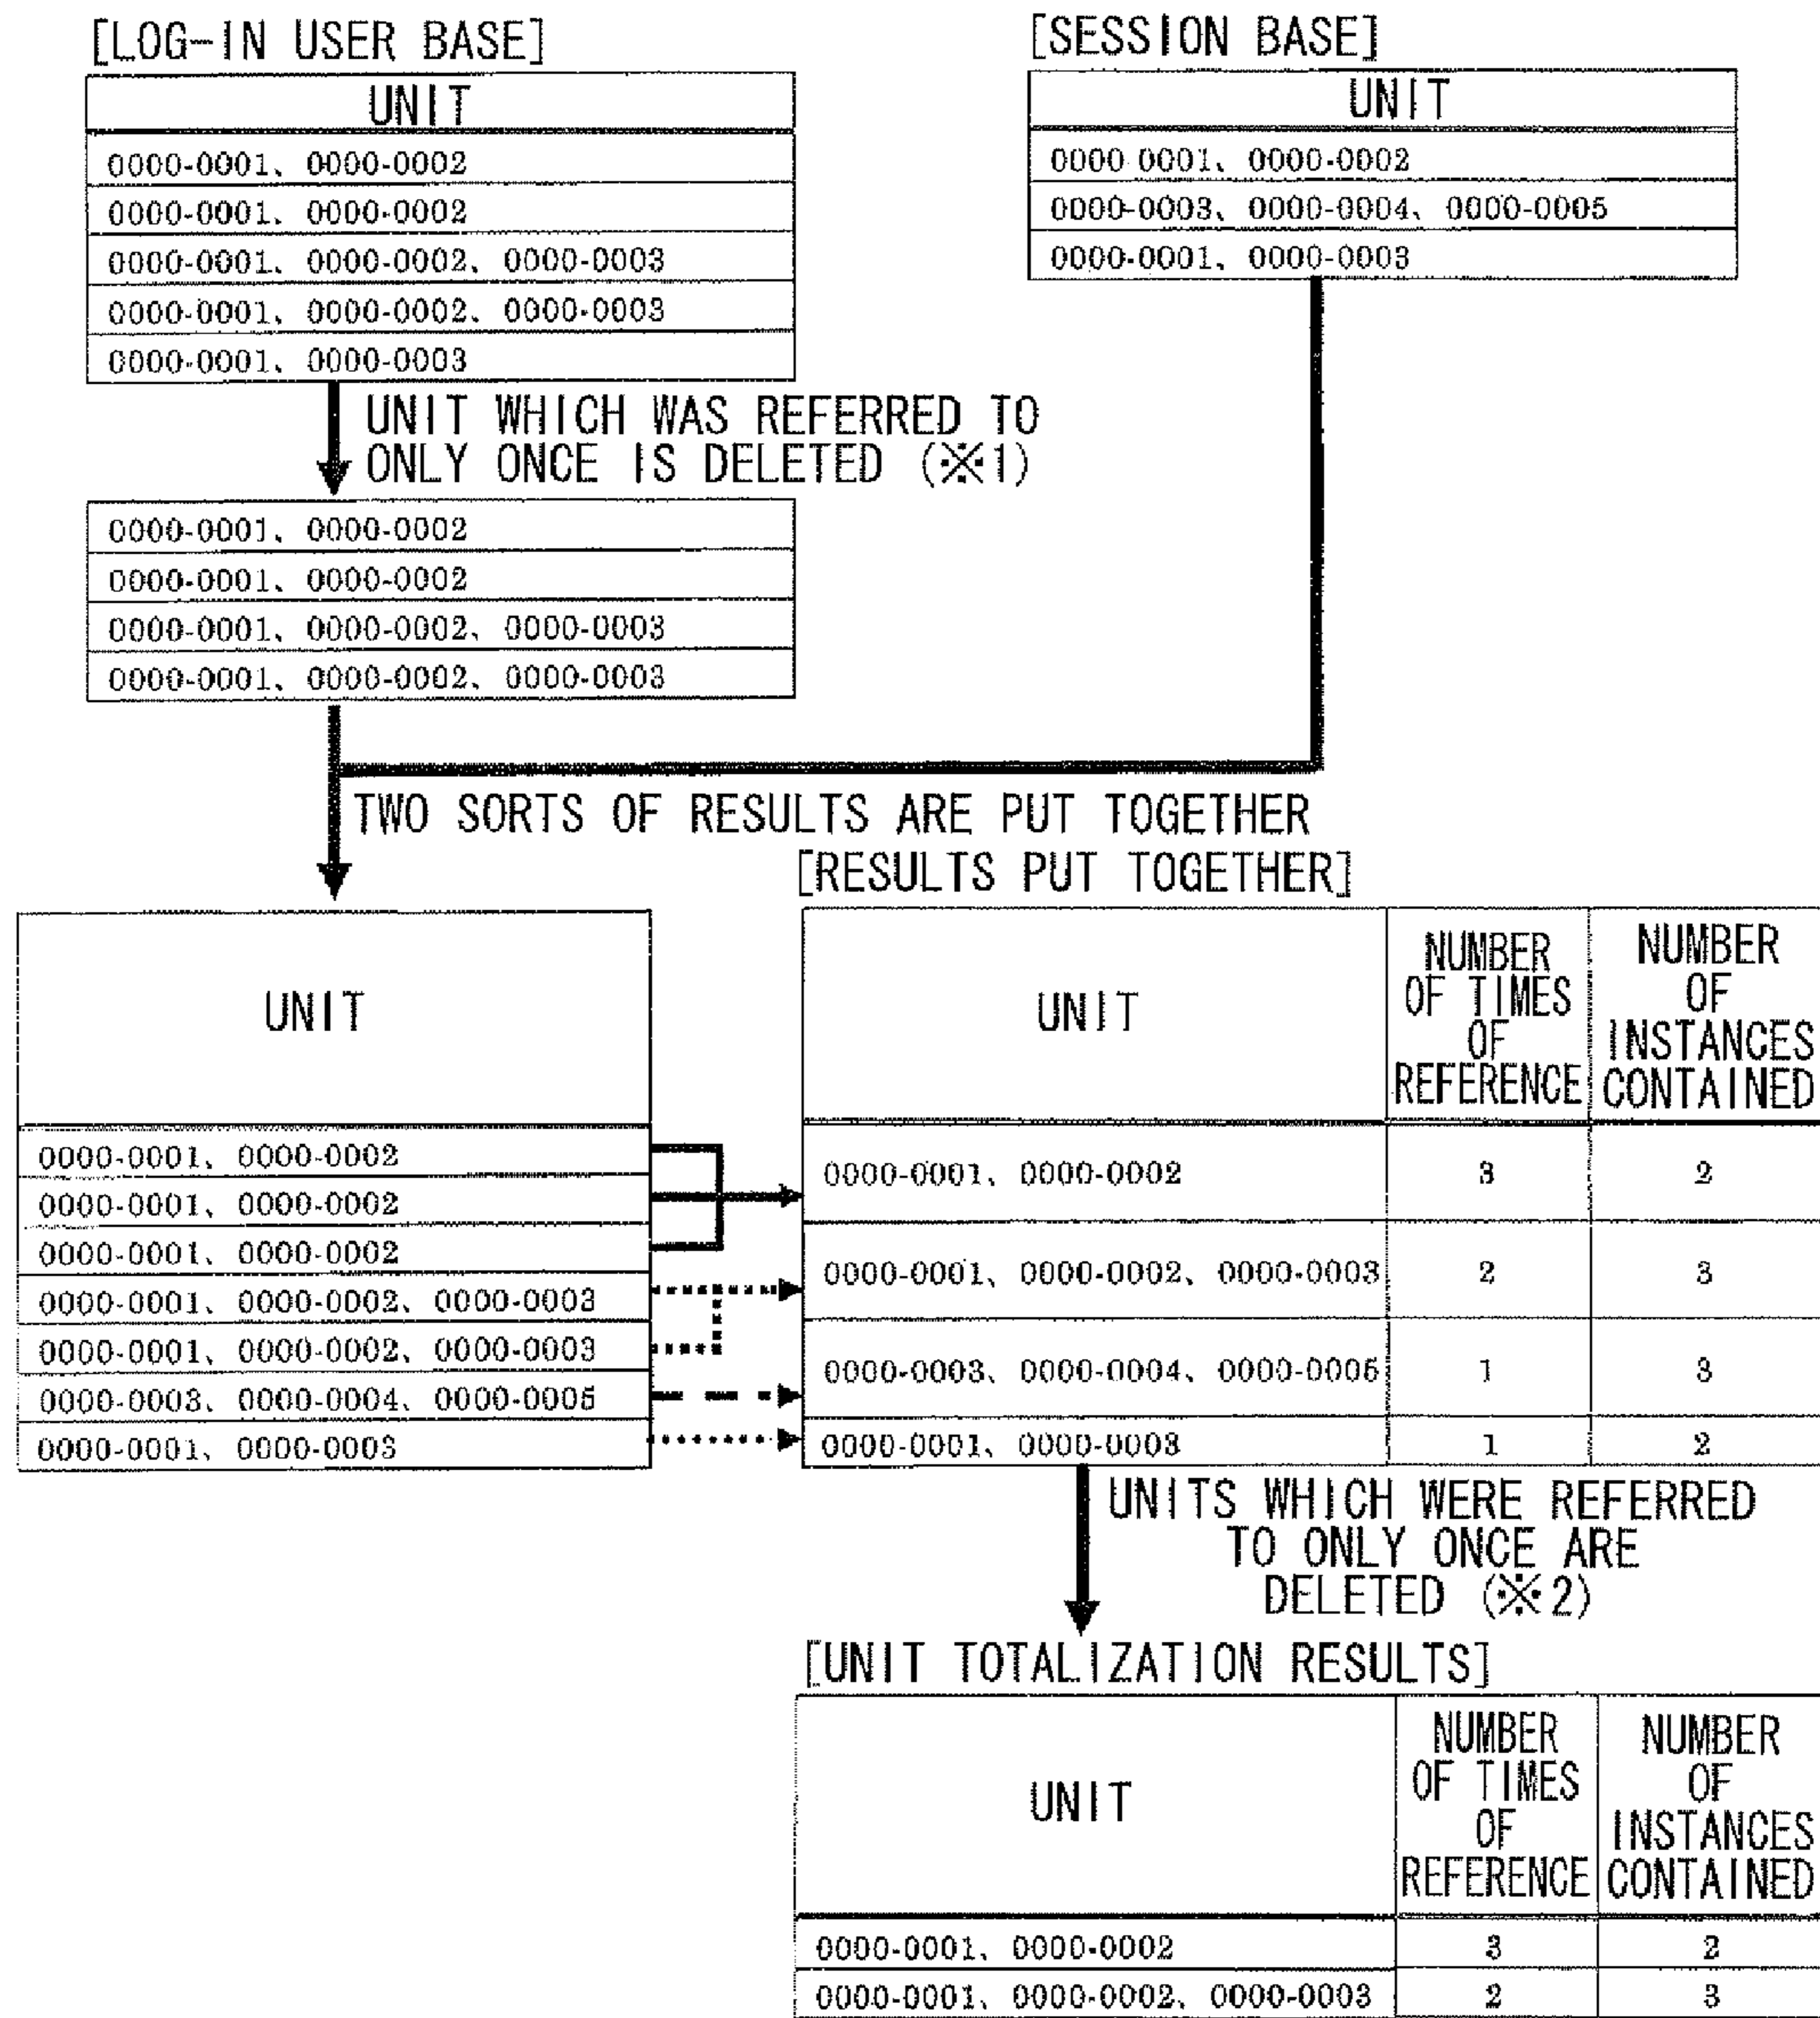 [LOG-IN USER BASE]
UNIT
0000-0001、0000-0002
0000-0001、0000-0002
0000-0001、0000-0002、0000-0003
0000-0001、0000-0002、0000-0003
0000-0001、0000-0003
[SESSION BASE]
UNIT
0000-0001、0000-0002
0000-0003、0000-0004、0000-0005
0000-0001、0000-0003
UNIT WHICH WAS REFERRED TO
ONLY ONCE IS DELETED (※1)
0000-0001、0000-0002
0000-0001、0000-0002
0000-0001、0000-0002、0000-0003
0000-0001、0000-0002、0000-0003
TWO SORTS OF RESULTS ARE PUT TOGETHER
UNIT
0000-0001、0000-0002
0000-0001、0000-0002
0000-0001、0000-0002
0000-0001、0000-0002、0000-0003
0000-0001、0000-0002、0000-0003
0000-0003、0000-0004、0000-0005
0000-0001、0000-0003
[RESULTS PUT TOGETHER]
UNIT
NUMBER
OF TIMES
OF
REFERENCE
NUMBER
OF
INSTANCES
CONTAINED
0000-0001、0000-0002 3 2
0000-0001、0000-0002、0000-0003 2 3
0000-0003、0000-0004、0000-0005 1 3
0000-0001、0000-0003 1 2
UNITS WHICH WERE REFERRED
TO ONLY ONCE ARE
DELETED (※2)
[UNIT TOTALIZATION RESULTS]
UNIT
NUMBER
OF TIMES
OF
REFERENCE
NUMBER
OF
INSTANCES
CONTAINED
0000-0001、0000-0002 3 2
0000-0001、0000-0002、0000-0003 2 3